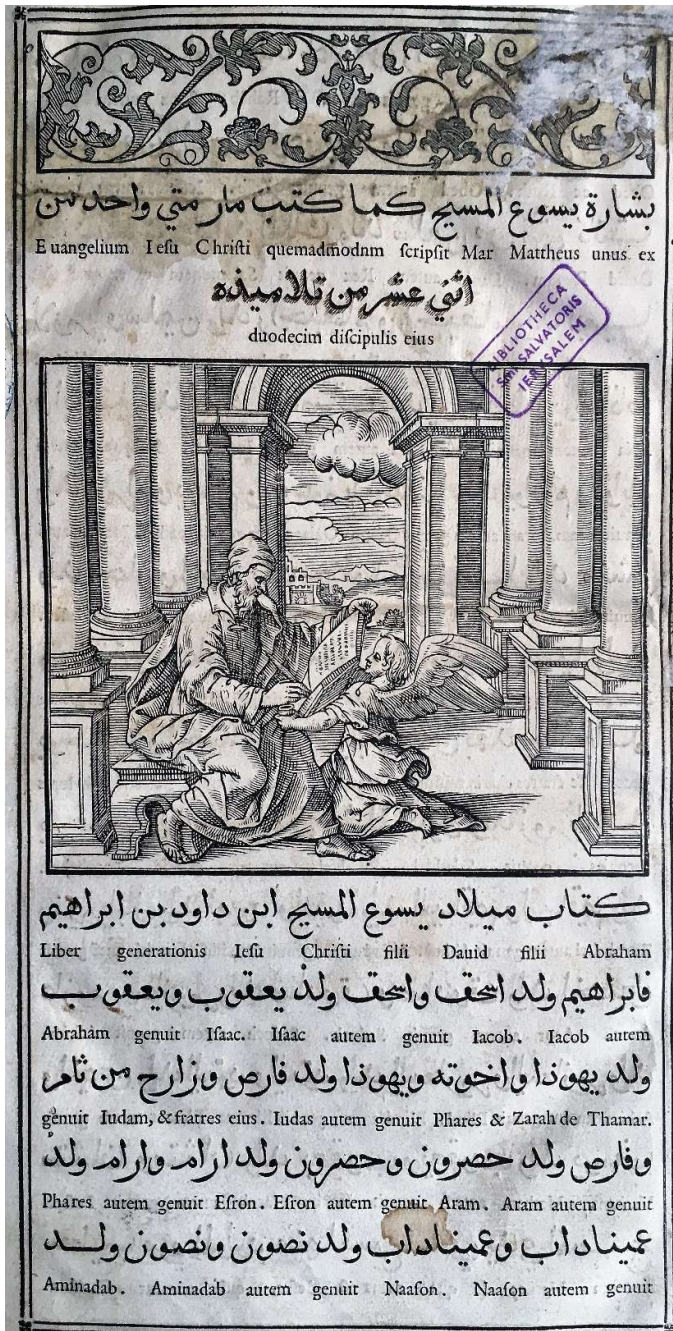 بشارة يسوع المسيح كما كتب مار متي واحد من
Euangelium Iesu Christi quemadmodnm ſcripſit Mar Mattheus unus ex
اثني عشر من تلاميذه
duodecim diſcipulis eius
BIBLIOTHECA
Smi SALVATORIS
IERUSALEM
كتاب ميلاد يسوع المسيح ابن داود بن ابراهيم
Liber generationis Ieſu Chriſti filii Dauid filii Abraham
فابراهيم ولد اسحق واسحق ولد يعقوب ويعقوب
Abraham genuit Iſaac. Iſaac autem genuit Iacob. Iacob autem
ولد يهوذا واخوته ويهوذا ولد فارص وزارح من ثامر
genuit Iudam, & fratres eius. Iudas autem genuit Phares & Zarah de Thamar.
وفارص ولد حصرون وحصرون ولد ارام وارام ولد
Phares autem genuit Eſron. Eſron autem genuit Aram. Aram autem genuit
عميناداب وعميناداب ولد نصون ونصون ولد
Aminadab. Aminadab autem genuit Naaſon. Naaſon autem genuit